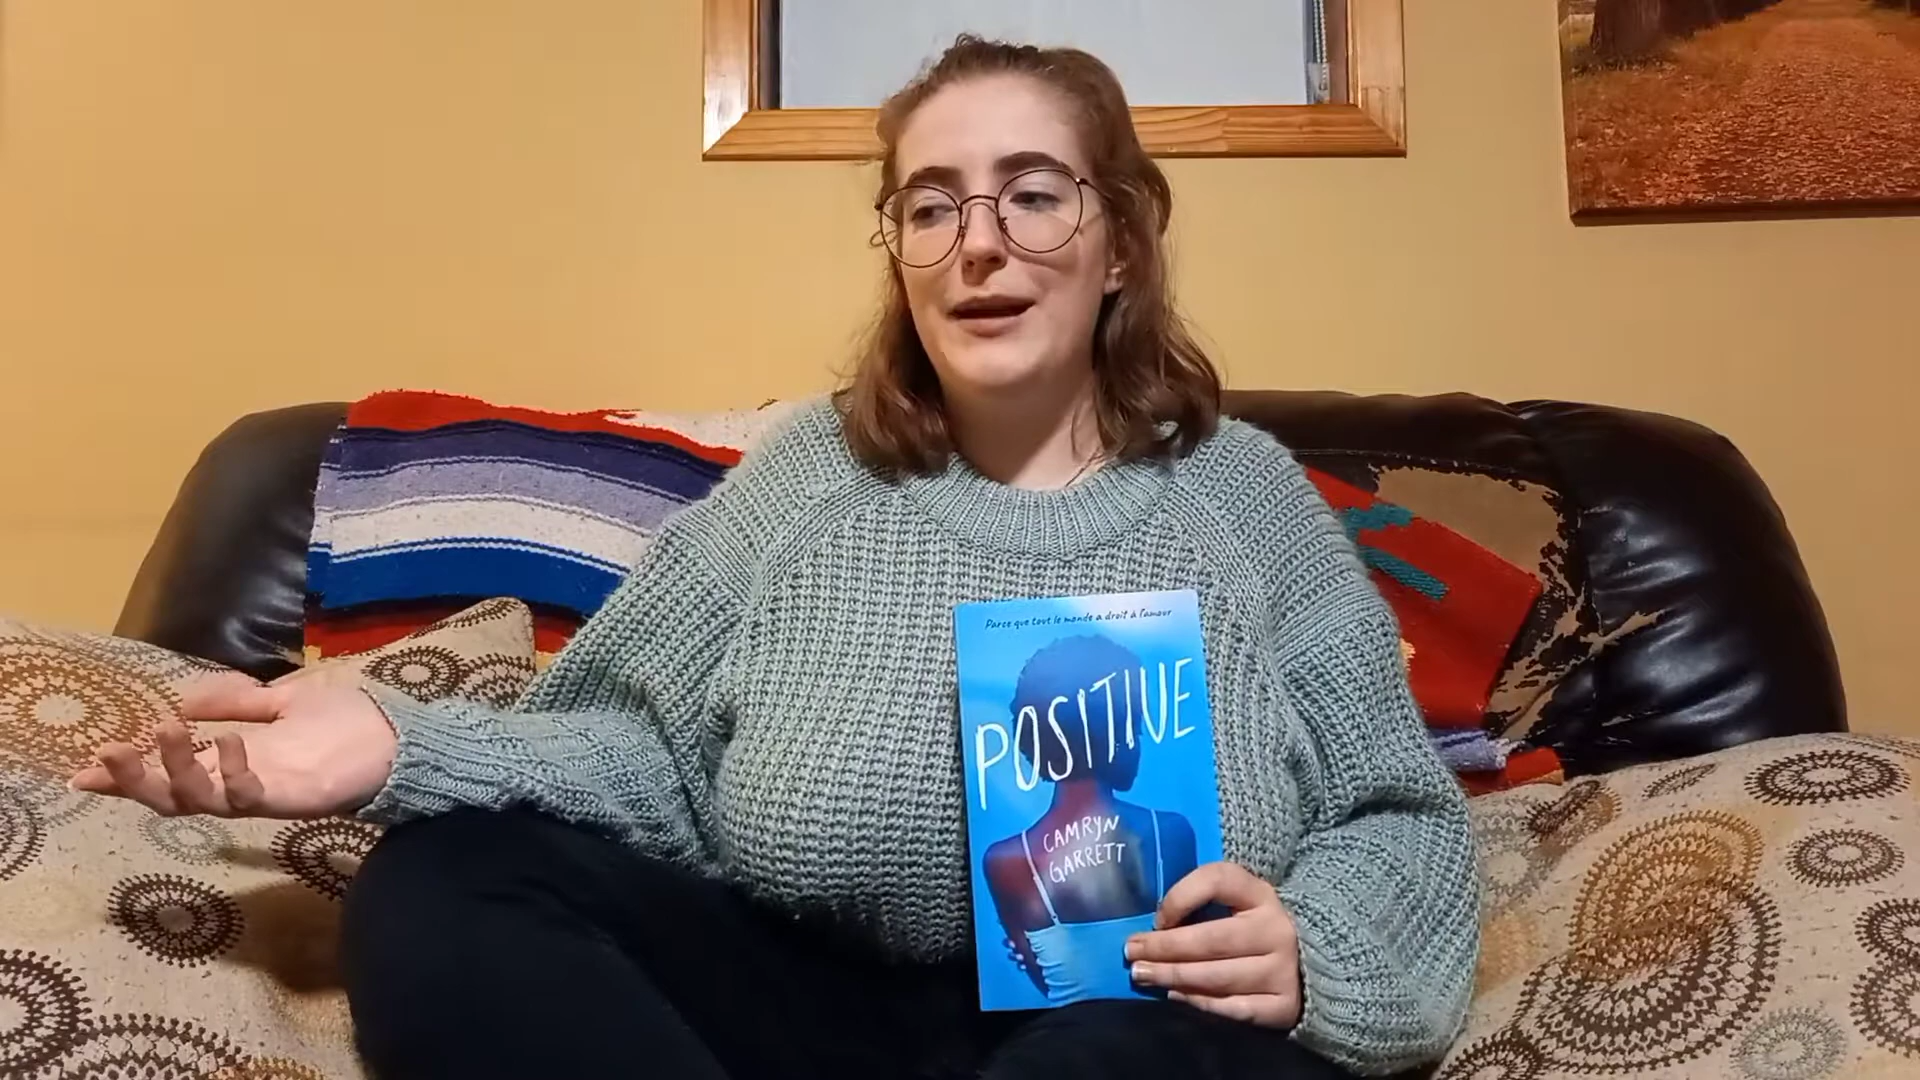 Parce que tout le monde a droit à l'amour
POSITIVE
CAMRYN
GARRETT